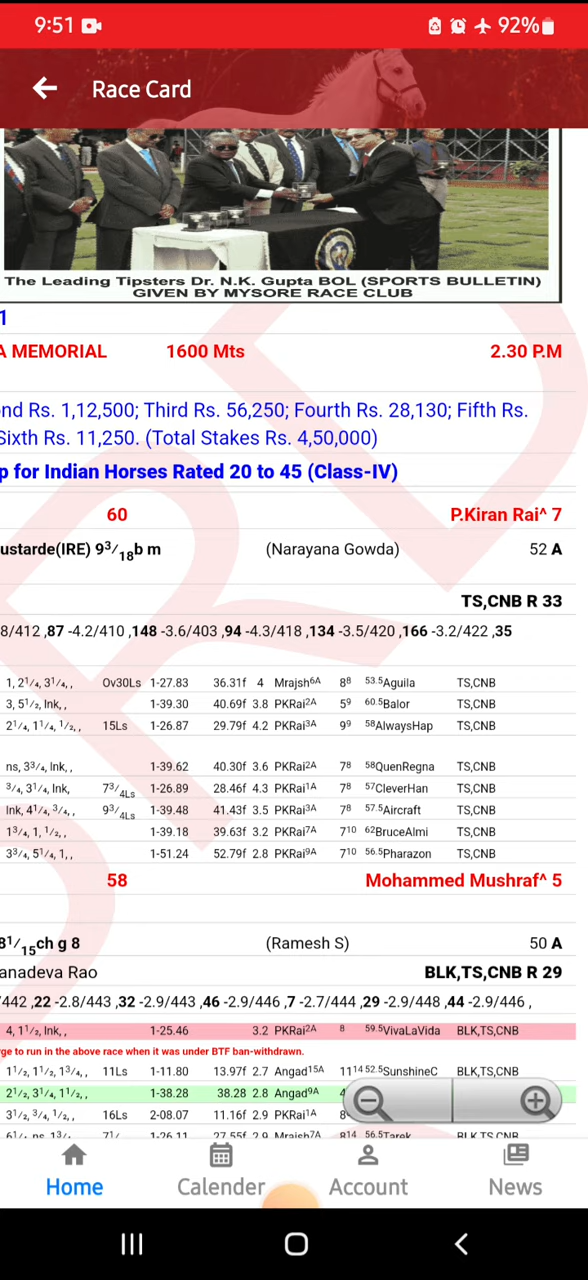 9:51 92%
Race Card
The Leading Tipsters Dr. N.K. Gupta BOL (SPORTS BULLETIN)
GIVEN BY MYSORE RACE CLUB
1
A MEMORIAL 1600 Mts 2.30 P.M
nd Rs. 1,12,500; Third Rs. 56,250; Fourth Rs. 28,130; Fifth Rs.
Sixth Rs. 11,250. (Total Stakes Rs. 4,50,000)
p for Indian Horses Rated 20 to 45 (Class-IV)
60 P.Kiran Rai^ 7
ustarde(IRE) 9³/₁₈b m (Narayana Gowda) 52 A
TS,CNB R 33
8/412 ,87 -4.2/410 ,148 -3.6/403 ,94 -4.3/418 ,134 -3.5/420 ,166 -3.2/422 ,35
1, 2¹/₄, 3¹/₄,, Ov30Ls 1-27.83 36.31f 4 Mrajsh⁶ᴬ 8⁸ 53.5Aguila TS,CNB
3, 5¹/₂, lnk,, 1-39.30 40.69f 3.8 PKRai²ᴬ 5⁹ 60.5Balor TS,CNB
2¹/₄, 1¹/₄, ¹/₂,, 15Ls 1-26.87 29.79f 4.2 PKRai³ᴬ 9⁹ 58AlwaysHap TS,CNB
ns, 3³/₄, lnk,, 1-39.62 40.30f 3.6 PKRai²ᴬ 7⁸ 58QuenRegna TS,CNB
³/₄, 3¹/₄, lnk, 7³/₄Ls 1-26.89 28.46f 4.3 PKRai¹ᴬ 7⁸ 57CleverHan TS,CNB
lnk, 4¹/₄, ³/₄,, 9³/₄Ls 1-39.48 41.43f 3.5 PKRai³ᴬ 7⁸ 57.5Aircraft TS,CNB
1³/₄, 1, ¹/₂,, 1-39.18 39.63f 3.2 PKRai⁷ᴬ 7¹⁰ 62BruceAlmi TS,CNB
3³/₄, 5¹/₄, 1,, 1-51.24 52.79f 2.8 PKRai⁹ᴬ 7¹⁰ 56.5Pharazon TS,CNB
58 Mohammed Mushraf^ 5
8¹/₁₅ch g 8 (Ramesh S) 50 A
anadeva Rao BLK,TS,CNB R 29
/442 ,22 -2.8/443 ,32 -2.9/443 ,46 -2.9/446 ,7 -2.7/444 ,29 -2.9/448 ,44 -2.9/446 ,
4, 1¹/₂, lnk,, 1-25.46 3.2 PKRai²ᴬ 8 59.5VivaLaVida BLK,TS,CNB
rge to run in the above race when it was under BTF ban-withdrawn.
1¹/₂, 1¹/₂, 1³/₄,, 11Ls 1-11.80 13.97f 2.7 Angad¹⁵ᴬ 11¹⁴ 52.5SunshineC BLK,TS,CNB
2¹/₂, 3¹/₄, 1¹/₂,, 1-38.28 38.28 2.8 Angad⁹ᴬ 4
3¹/₂, ³/₄, ¹/₂,, 16Ls 2-08.07 11.16f 2.9 PKRai¹ᴬ 8
1-26.11 27.55f 2.9 Mrajsh⁷ᴬ 8¹⁴ 56.5Tarek BLK,TS,CNB
Home Calender Account News